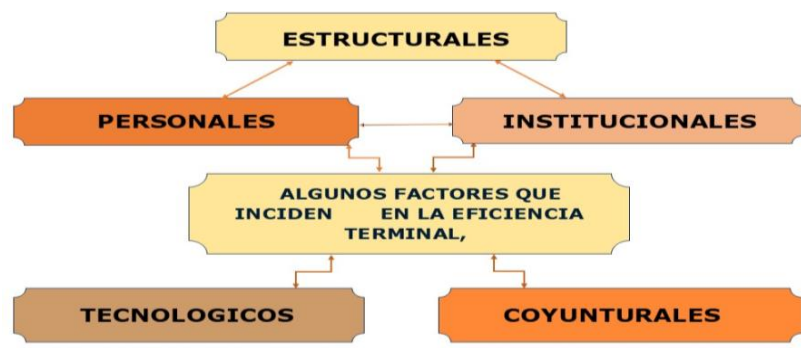 ESTRUCTURALES
PERSONALES
INSTITUCIONALES
ALGUNOS FACTORES QUE
INCIDEN EN LA EFICIENCIA
TERMINAL,
TECNOLOGICOS
COYUNTURALES